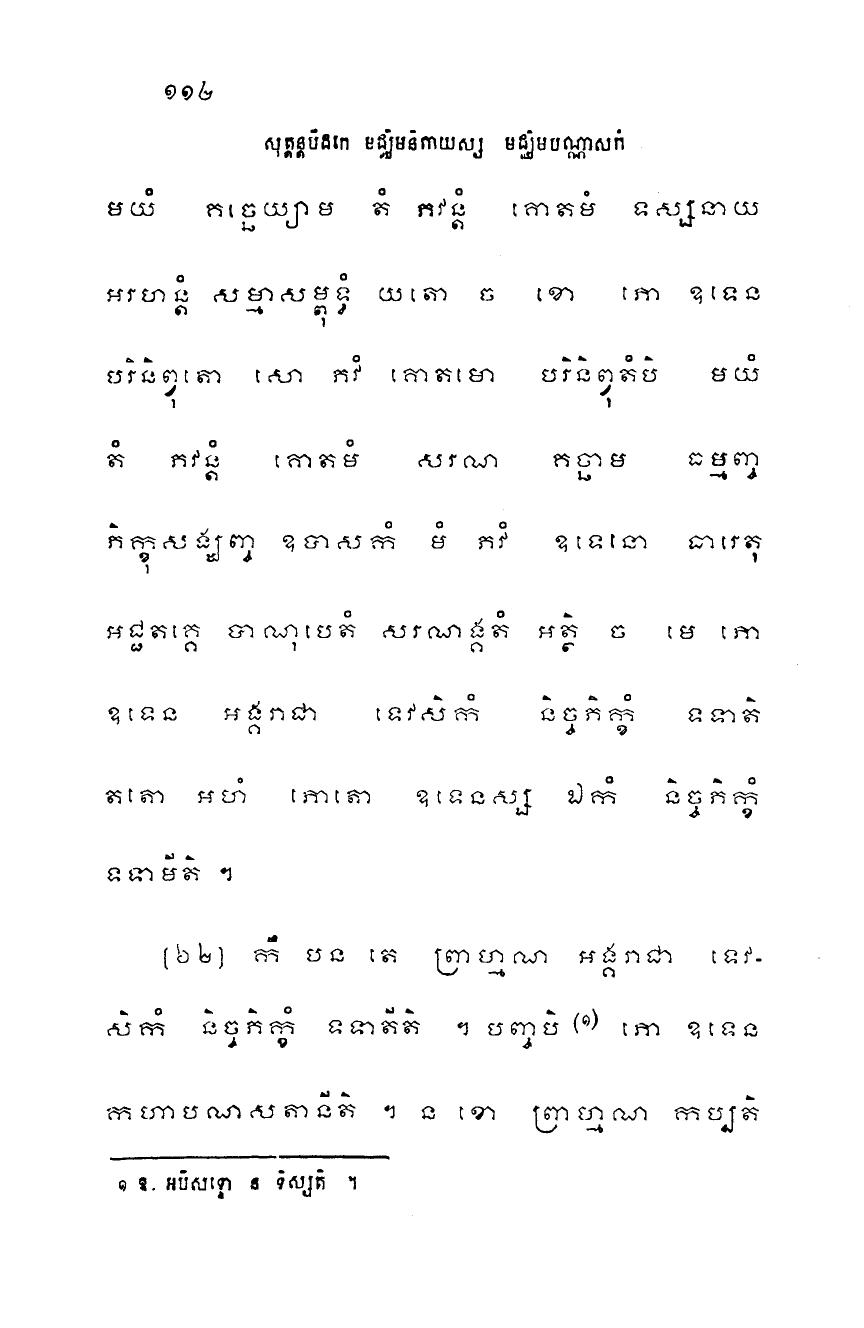 ១១៤
សុត្តន្តបិដកេ មជ្ឈិមនិកាយស្ស មជ្ឈិមបណ្ណាសកំ
មយំ គច្ឆេយ្យាម តំ ភវន្តំ គោតមំ ទស្សនាយ
អរហន្តំ សម្មាសម្ពុទ្ធំ យតោ ច ខោ ភោ ឧទេន
បរិនិព្វុតោ សោ ភវំ គោតមោ បរិនិព្វុតំបិ មយំ
តំ ភវន្តំ គោតមំ សរណ គច្ឆាម ធម្មញ្ច
ភិក្ខុសង្ឃញ្ច ឧបាសកំ មំ ភវំ ឧទេនោ ធារេតុ
អជ្ជតគ្គេ បាណុបេតំ សរណង្គតំ អត្ថិ ច មេ ភោ
ឧទេន អង្គរាជា ទេវសិកំ និច្ចភិក្ខំ ទទាតិ
តតោ អហំ ភោតោ ឧទេនស្ស ឯកំ និច្ចភិក្ខំ
ទទាមីតិ ។
[៦២] កឹ បន តេ ព្រាហ្មណ អង្គរាជា ទេវ-
សិកំ និច្ចភិក្ខំ ទទាតីតិ ។ បញ្ចបិ (១) ភោ ឧទេន
កហាបណសតានីតិ ។ ន ខោ ព្រាហ្មណ កប្បតិ
១ ឱ. អបិសទ្ទោ ន ទិស្សតិ ។